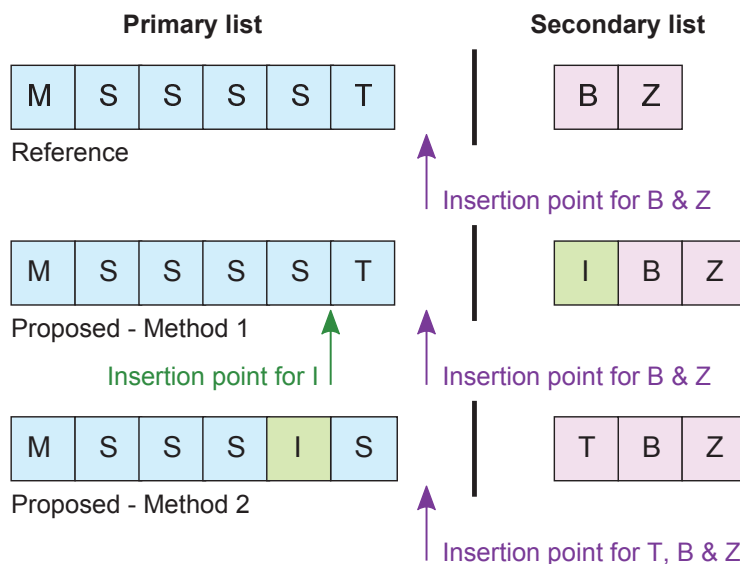 Primary list Secondary list
M S S S S T B Z
Reference
Insertion point for B & Z
M S S S S T I B Z
Proposed - Method 1
Insertion point for I Insertion point for B & Z
M S S S I S T B Z
Proposed - Method 2
Insertion point for T, B & Z